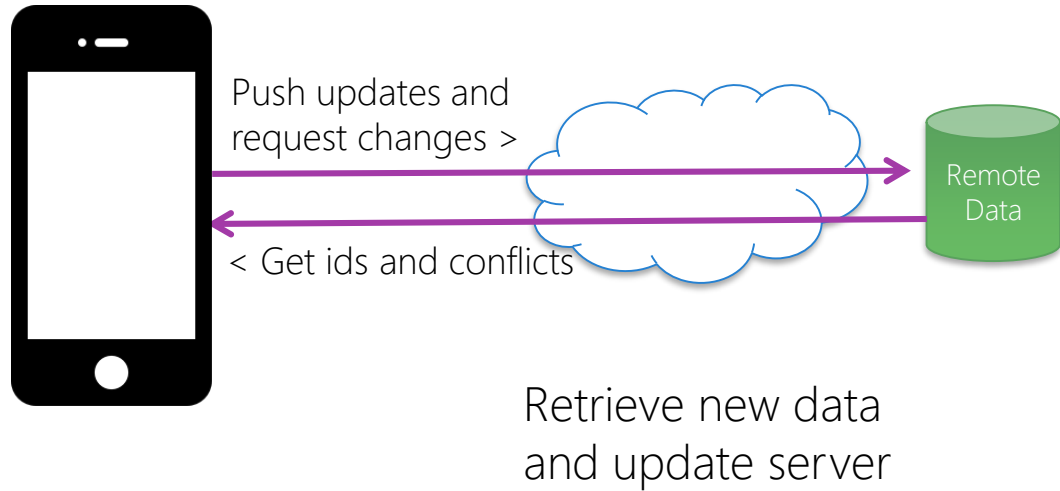 Push updates and
request changes >
Remote
Data
< Get ids and conflicts
Retrieve new data
and update server